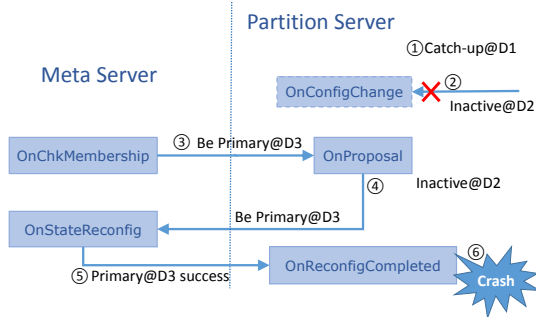 Partition Server
Meta Server
①Catch-up@D1
②
OnConfigChange
Inactive@D2
③ Be Primary@D3
OnChkMembership
OnProposal
④
Inactive@D2
Be Primary@D3
OnStateReconfig
⑥
⑤ Primary@D3 success
OnReconfigCompleted
Crash